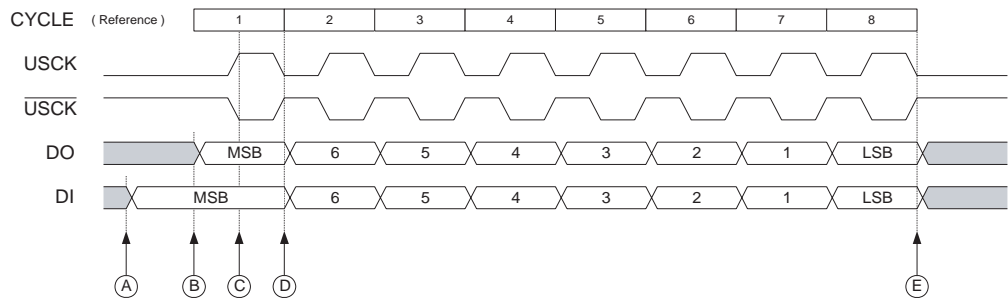 CYCLE ( Reference ) 1 2 3 4 5 6 7 8
USCK
USCK
DO MSB 6 5 4 3 2 1 LSB
DI MSB 6 5 4 3 2 1 LSB
A B C D E